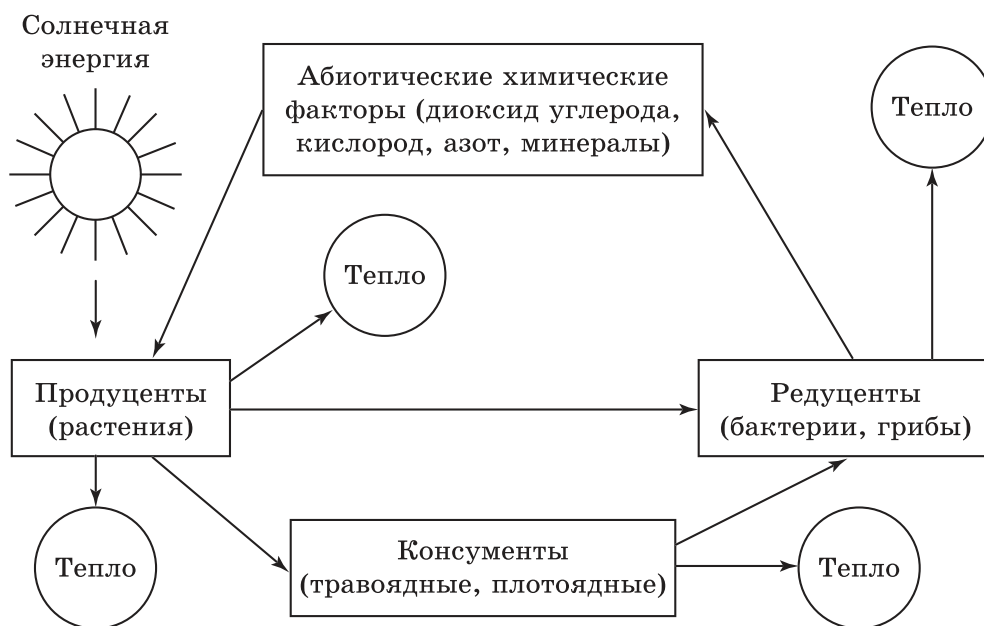 Солнечная
энергия
Абиотические химические
факторы (диоксид углерода,
кислород, азот, минералы)
Тепло
Тепло
Продуценты
(растения)
Редуценты
(бактерии, грибы)
Тепло
Консументы
(травоядные, плотоядные)
Тепло